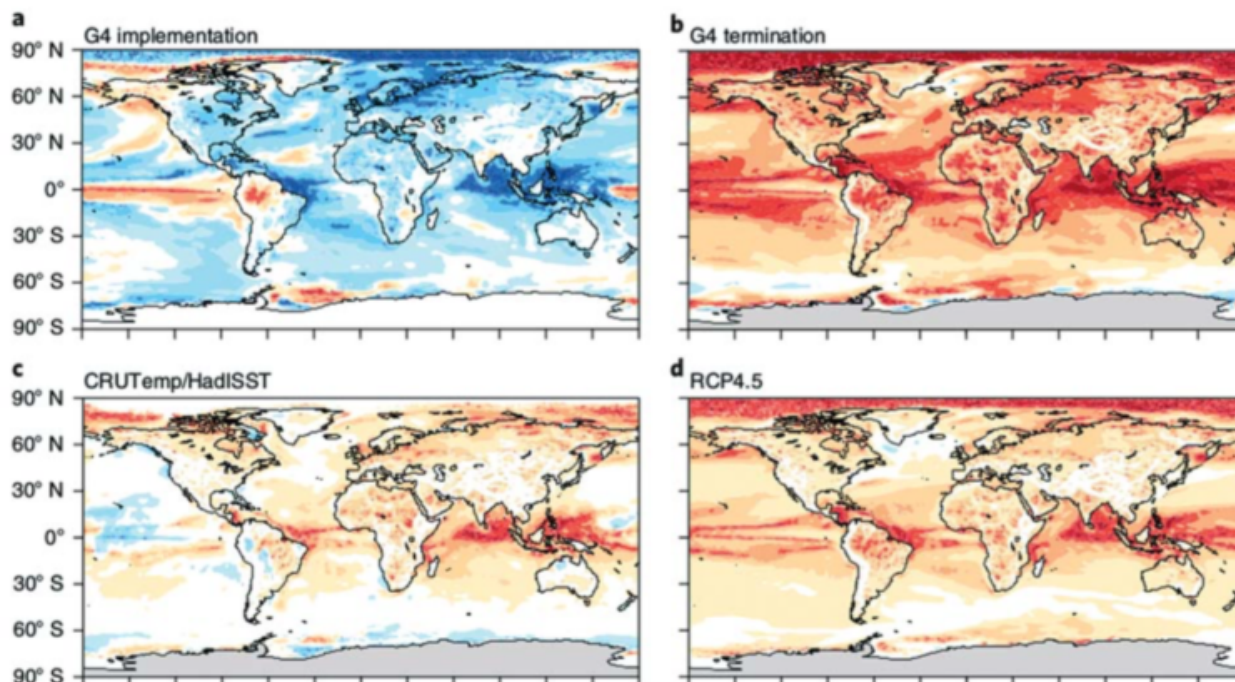 a
G4 implementation
90° N
60° N
30° N
0°
30° S
60° S
90° S
b
G4 termination
c
CRUTemp/HadISST
90° N
60° N
30° N
0°
30° S
60° S
90° S
d
RCP4.5